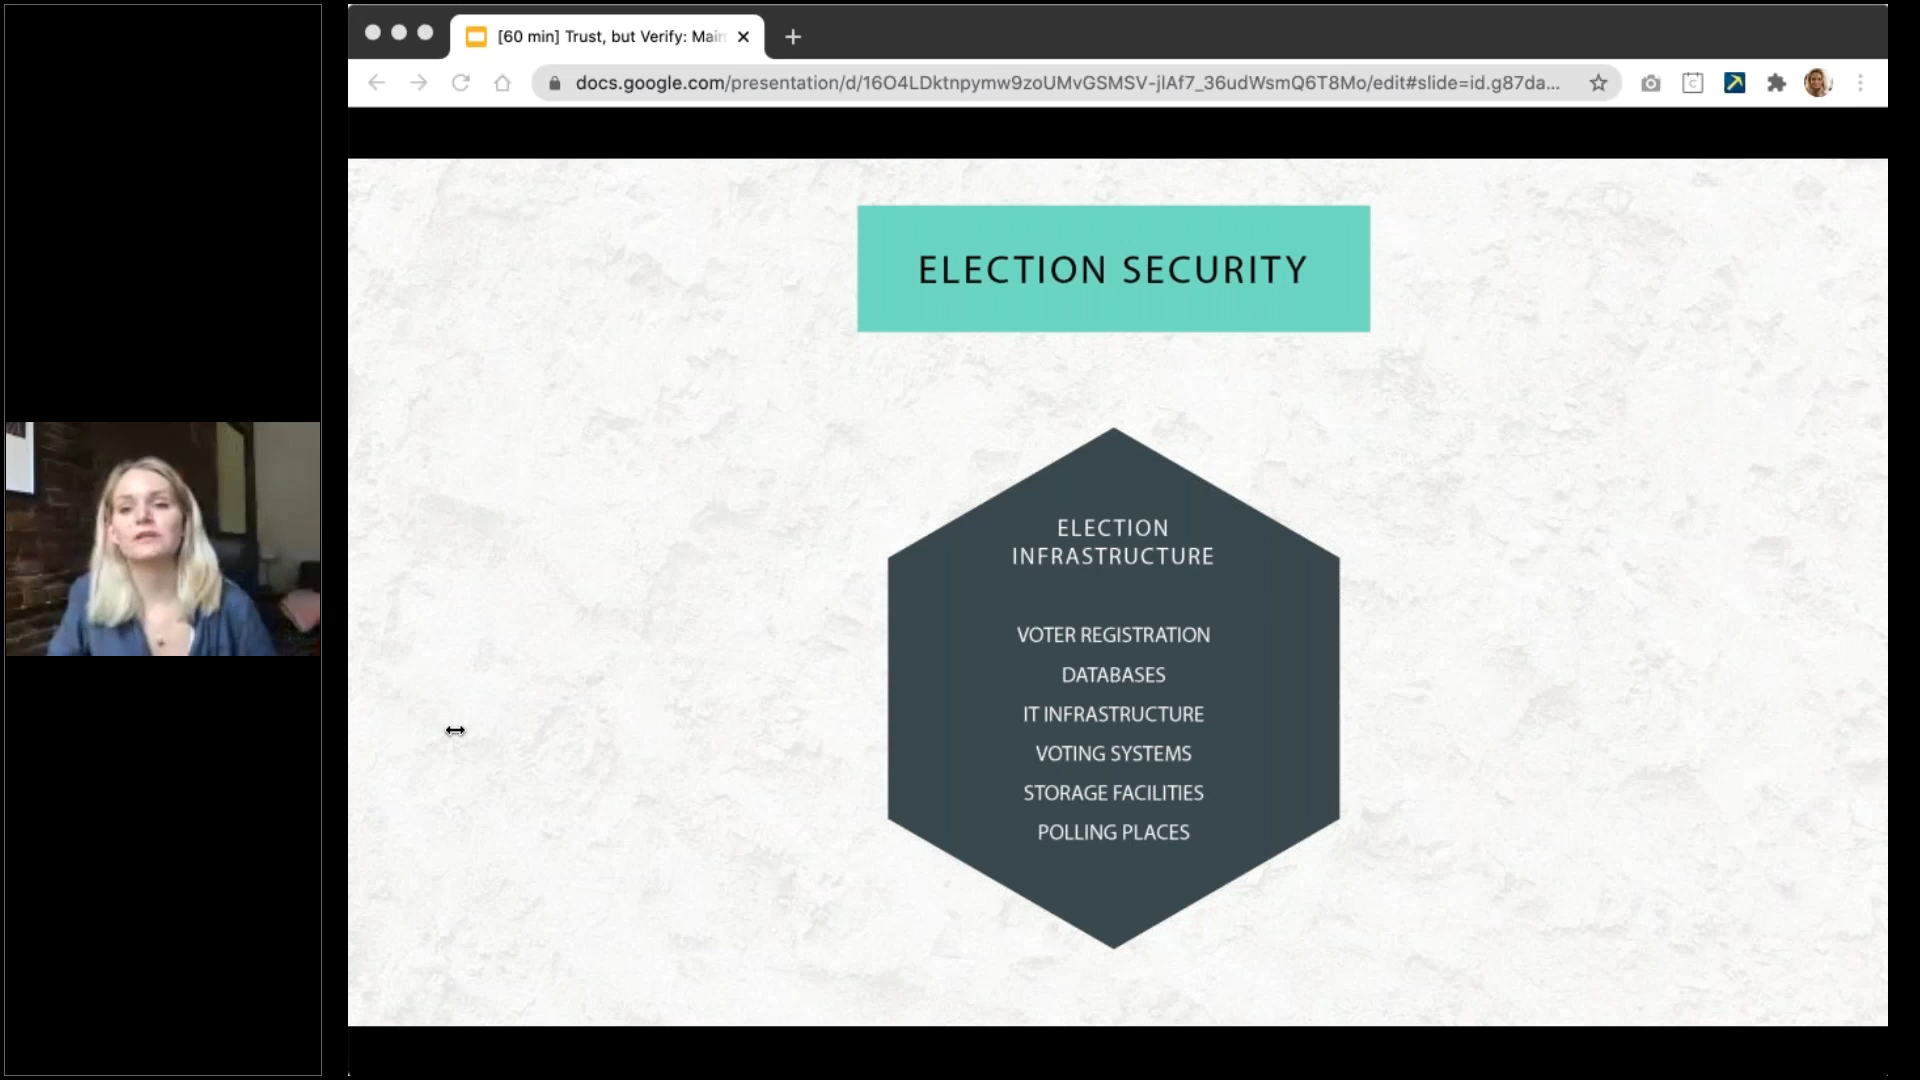 [60 min] Trust, but Verify: Main
docs.google.com/presentation/d/16O4LDktnpymw9zoUMvGSMSV-jlAf7_36udWsmQ6T8Mo/edit#slide=id.g87da...
ELECTION SECURITY
ELECTION
INFRASTRUCTURE
VOTER REGISTRATION
DATABASES
IT INFRASTRUCTURE
VOTING SYSTEMS
STORAGE FACILITIES
POLLING PLACES